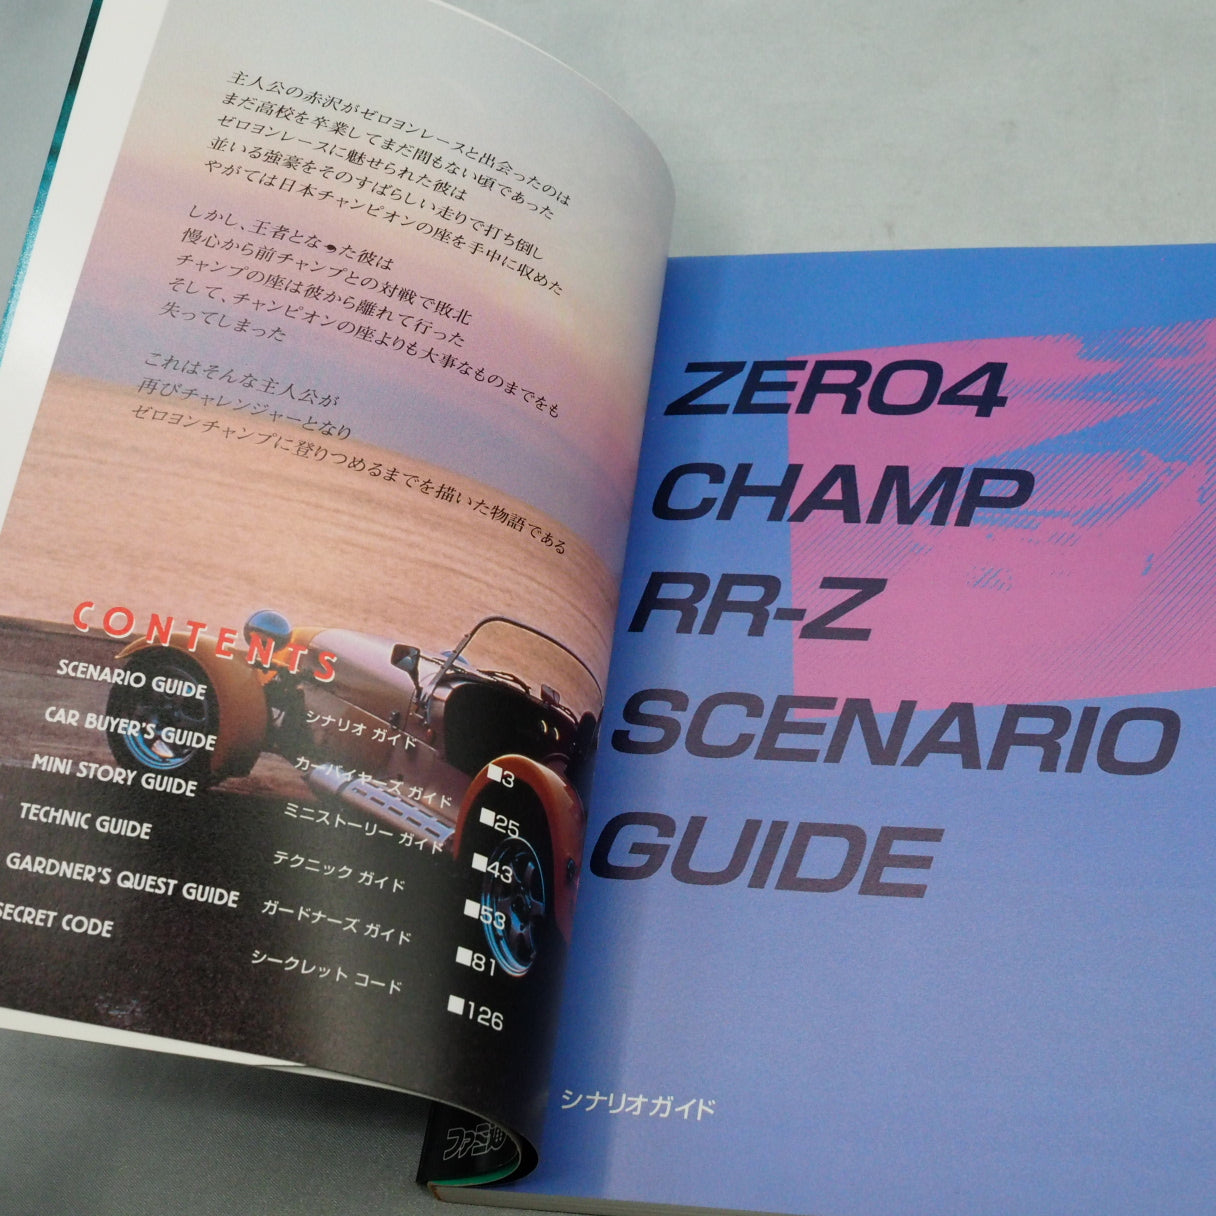 主人公の赤沢がゼロヨンレースと出会ったのは
まだ高校を卒業してまだ間もない頃であった
ゼロヨンレースに魅せられた彼は
並いる強豪をそのすばらしい走りで打ち倒し
やがては日本チャンピオンの座を手中に収めた
しかし、王者となった彼は
慢心から前チャンプとの対戦で敗北
チャンプの座は彼から離れて行った
そして、チャンピオンの座よりも大事なものまでをも
失ってしまった
これはそんな主人公が
再びチャレンジャーとなり
ゼロヨンチャンプに登りつめるまでを描いた物語である
CONTENTS
SCENARIO GUIDE シナリオ ガイド ■3
CAR BUYER'S GUIDE カーバイヤーズ ガイド ■25
MINI STORY GUIDE ミニストーリー ガイド ■43
TECHNIC GUIDE テクニック ガイド ■53
GARDNER'S QUEST GUIDE ガードナーズ ガイド ■81
SECRET CODE シークレット コード ■126
ZERO4
CHAMP
RR-Z
SCENARIO
GUIDE
シナリオガイド
ファミ